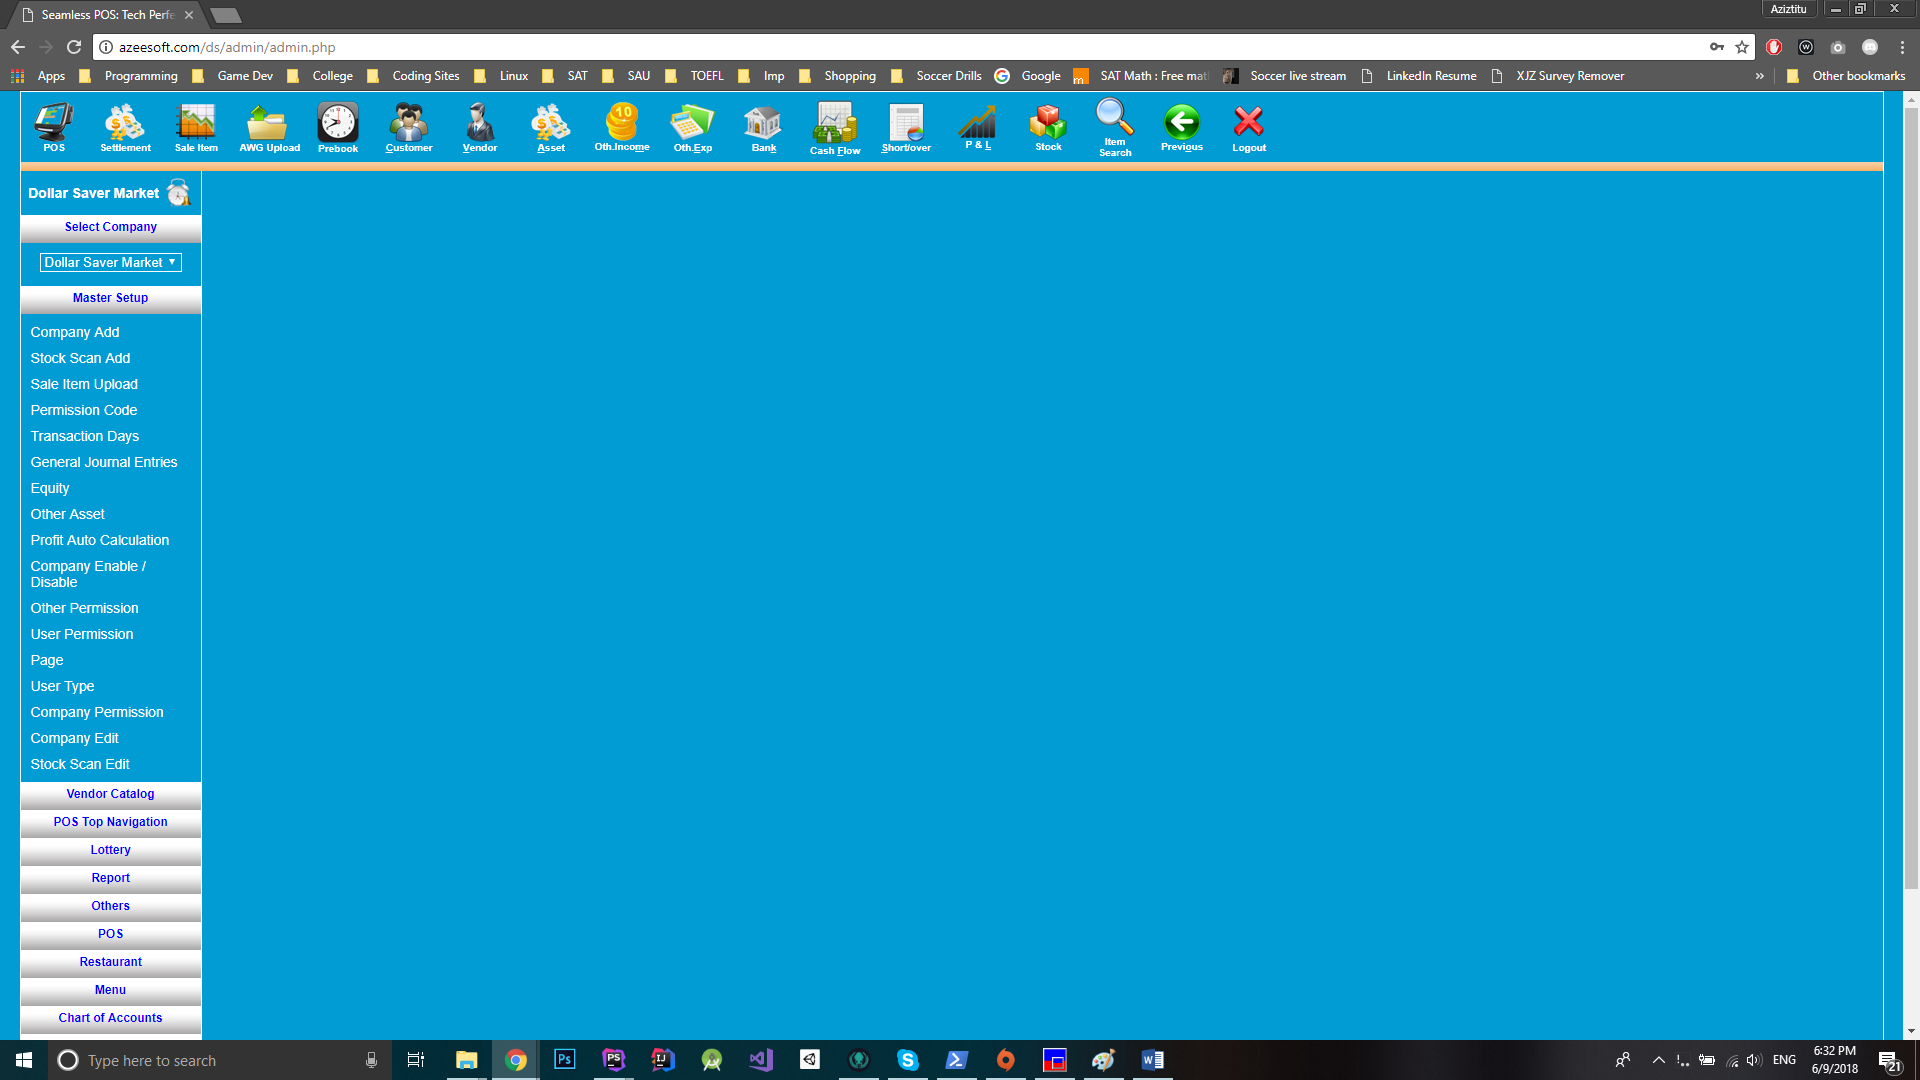 Seamless POS: Tech Perfe
Aziztitu
azeesoft.com/ds/admin/admin.php
Apps Programming Game Dev College Coding Sites Linux SAT SAU TOEFL Imp Shopping Soccer Drills Google SAT Math : Free mat Soccer live stream LinkedIn Resume XJZ Survey Remover » Other bookmarks
POS Settlement Sale Item AWG Upload Prebook Customer Vendor Asset Oth.Income Oth.Exp Bank Cash Flow Short/over P & L Stock Item Search Previous Logout
Dollar Saver Market
Select Company
Dollar Saver Market
Master Setup
Company Add
Stock Scan Add
Sale Item Upload
Permission Code
Transaction Days
General Journal Entries
Equity
Other Asset
Profit Auto Calculation
Company Enable /
Disable
Other Permission
User Permission
Page
User Type
Company Permission
Company Edit
Stock Scan Edit
Vendor Catalog
POS Top Navigation
Lottery
Report
Others
POS
Restaurant
Menu
Chart of Accounts
Type here to search
ENG
6:32 PM
6/9/2018
21